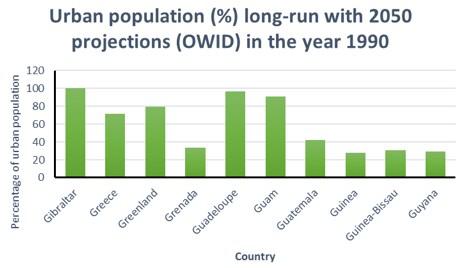 Urban population (%) long-run with 2050
projections (OWID) in the year 1990
Percentage of urban population
120
100
80
60
40
20
0
Gibraltar
Greece
Greenland
Grenada
Guadeloupe
Guam
Guatemala
Guinea
Guinea-Bissau
Guyana
Country